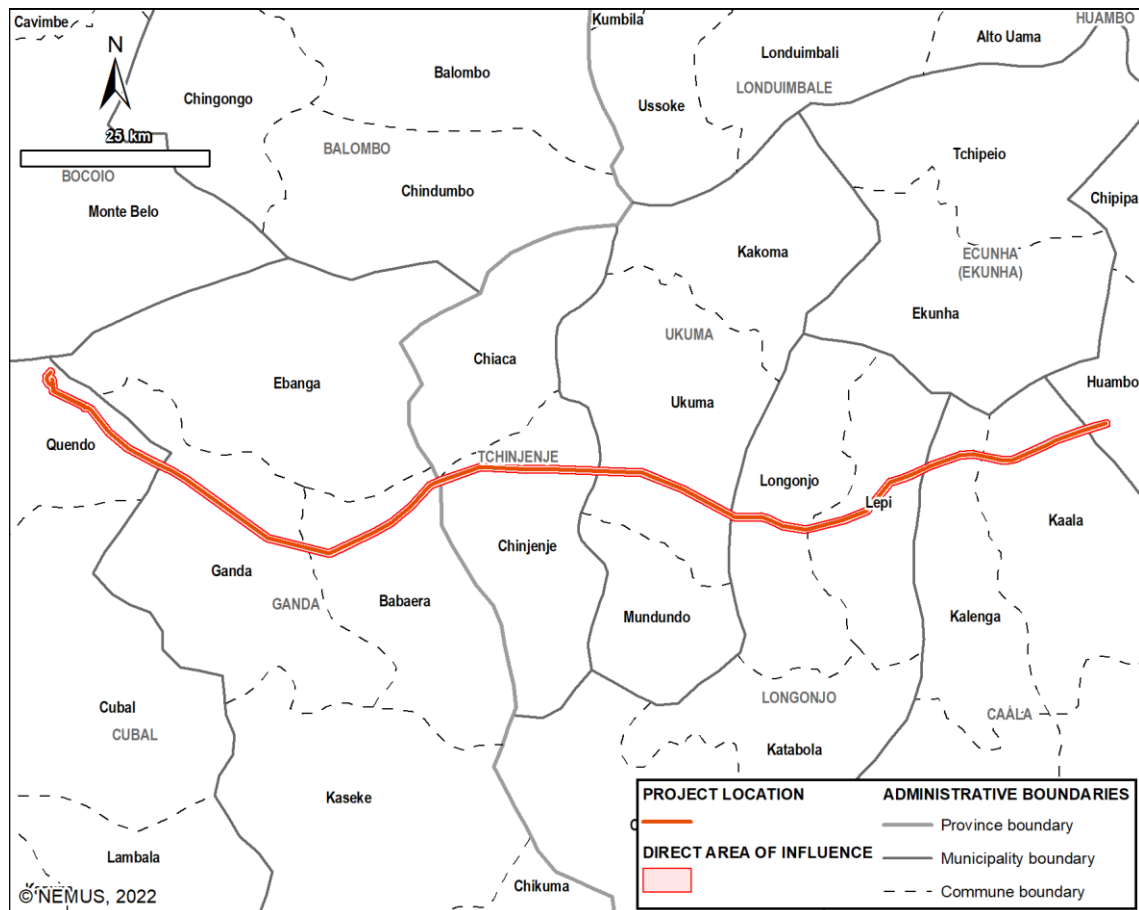 Cavimbe
Kumbila
HUAMBO
N
Londuimbali
Alto Uama
Balombo
LONDUIMBALE
Chingongo
Ussoke
25 km
BALOMBO
Tchipeio
BOCOIO
Chindumbo
Chipipa
Monte Belo
Kakoma
ECUNHA
(EKUNHA)
Ekunha
UKUMA
Chiaca
Ebanga
Huambo
Ukuma
Quendo
TCHINJENJE
Longonjo
Lepi
Kaala
Chinjenje
Ganda
GANDA
Babaera
Mundundo
Kalenga
Cubal
CUBAL
LONGONJO
CAÁLA
Katabola
Kaseke
Lambala
Chikuma
© NEMUS, 2022
PROJECT LOCATION
DIRECT AREA OF INFLUENCE
ADMINISTRATIVE BOUNDARIES
Province boundary
Municipality boundary
Commune boundary